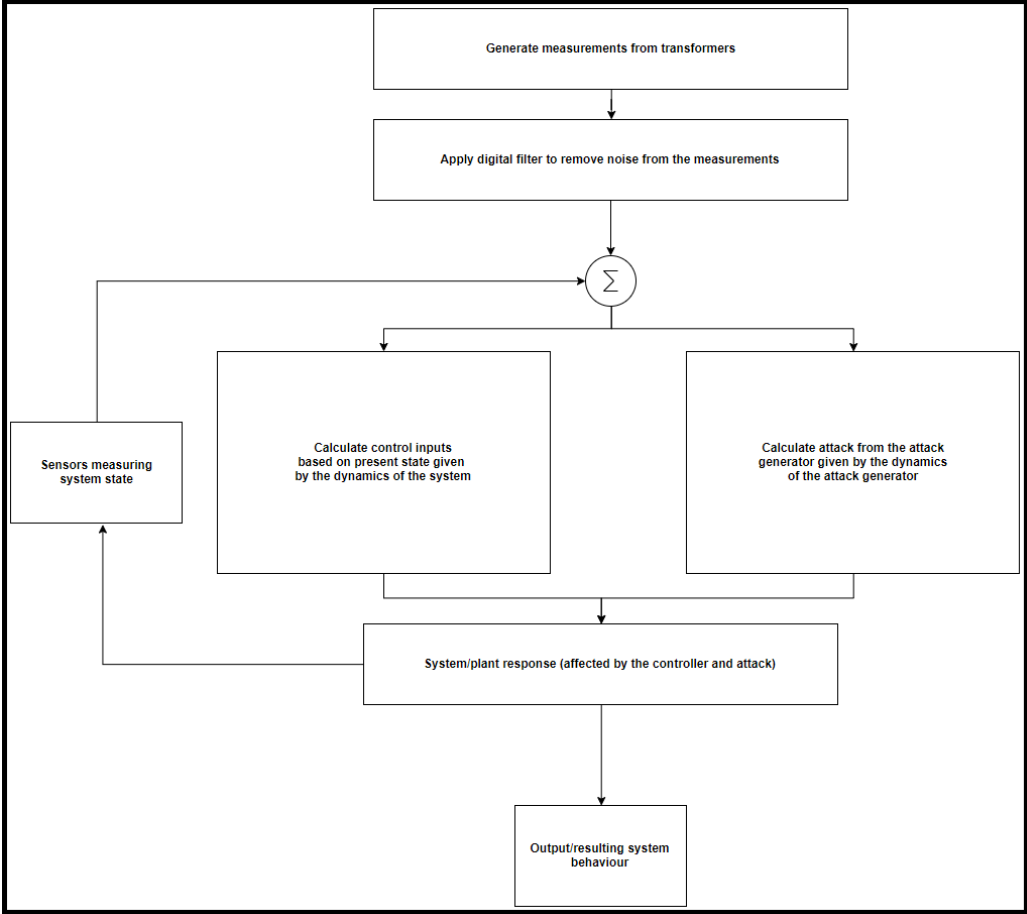 Generate measurements from transformers
Apply digital filter to remove noise from the measurements
Σ
Calculate control inputs
based on present state given
by the dynamics of the system
Calculate attack from the attack
generator given by the dynamics
of the attack generator
Sensors measuring
system state
System/plant response (affected by the controller and attack)
Output/resulting system
behaviour